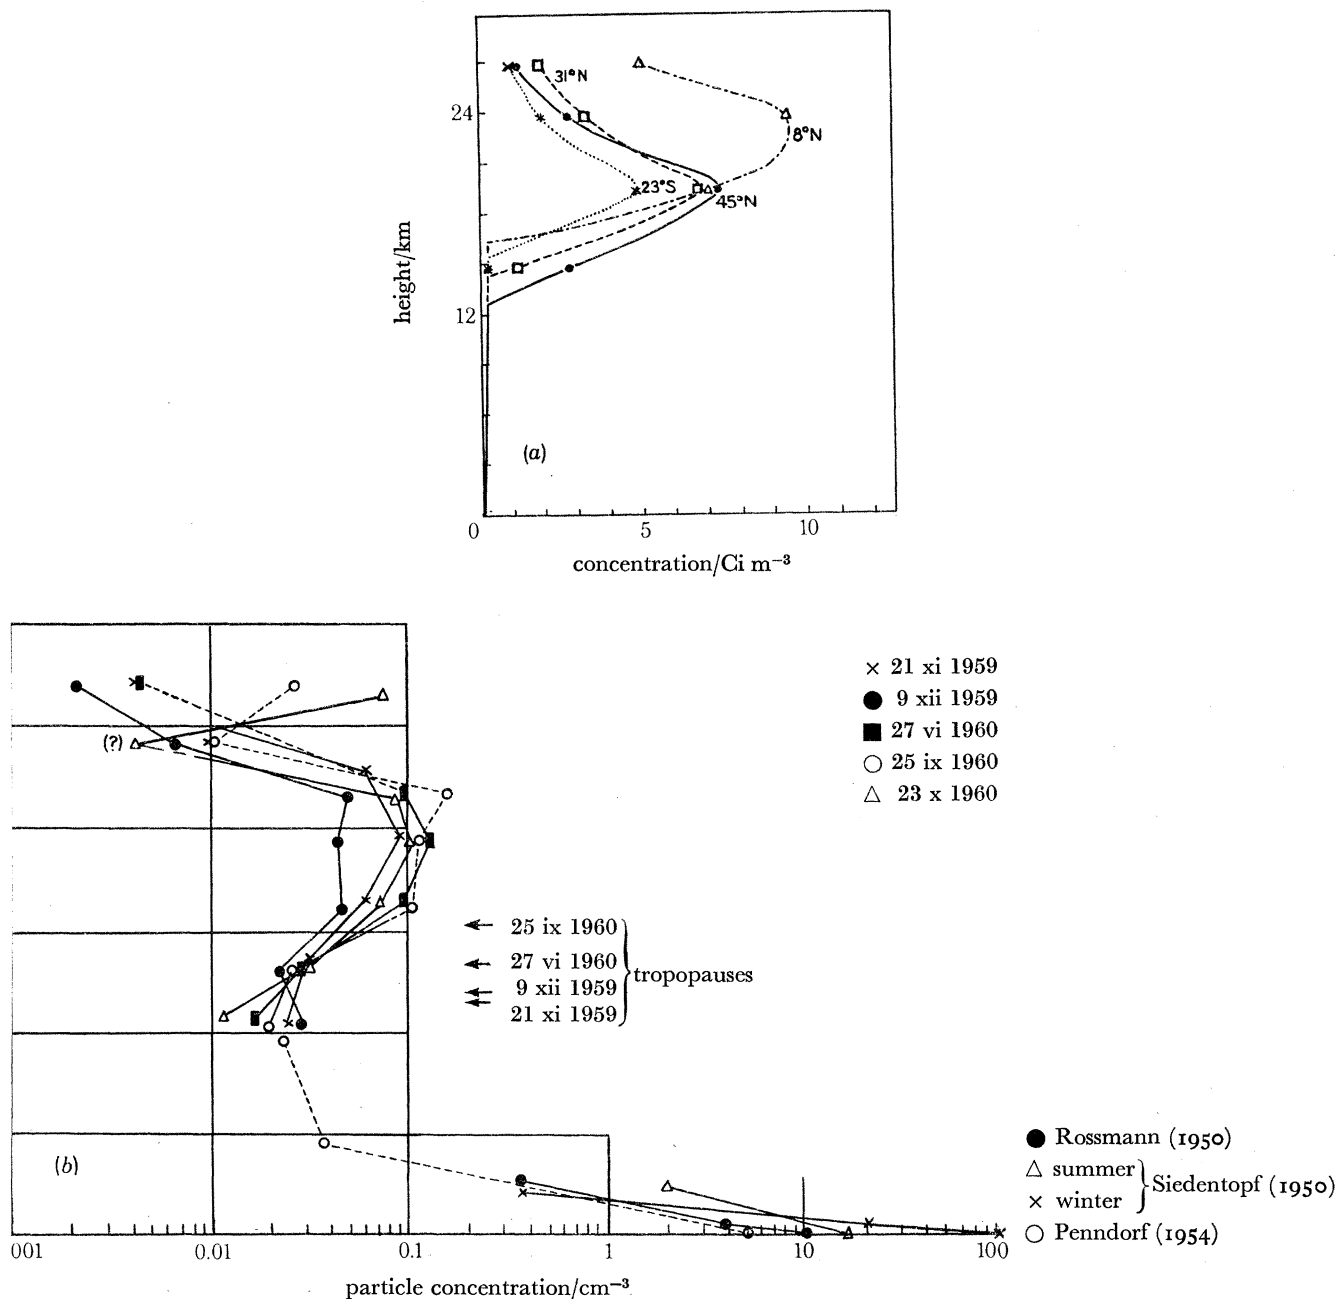 31°N
24
8°N
23°S
45°N
height/km
12
(a)
0
5
10
concentration/Ci m⁻³
× 21 xi 1959
● 9 xii 1959
■ 27 vi 1960
○ 25 ix 1960
△ 23 x 1960
(?)
25 ix 1960
27 vi 1960
9 xii 1959
21 xi 1959
tropopauses
(b)
● Rossmann (1950)
△ summer
× winter
Siedentopf (1950)
○ Penndorf (1954)
001
0.01
0.1
1
10
100
particle concentration/cm⁻³